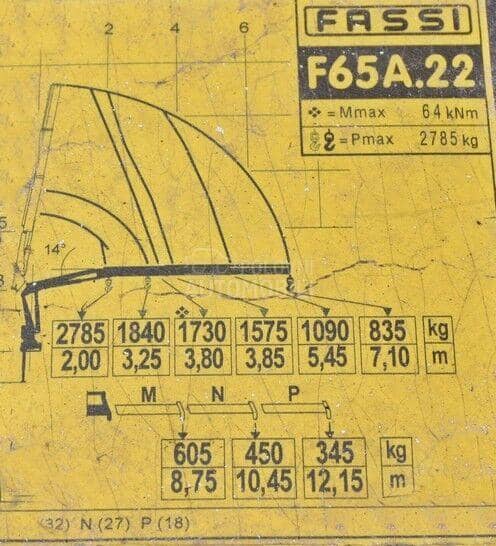 FASSI
2 4 6
F65A.22
❖ = Mmax 64 kNm
= Pmax 2785 kg
5
14°
3
❖
2785 1840 1730 1575 1090 835 kg
2,00 3,25 3,80 3,85 5,45 7,10 m
M N P
605 450 345 kg
8,75 10,45 12,15 m
32) N (27) P (18)